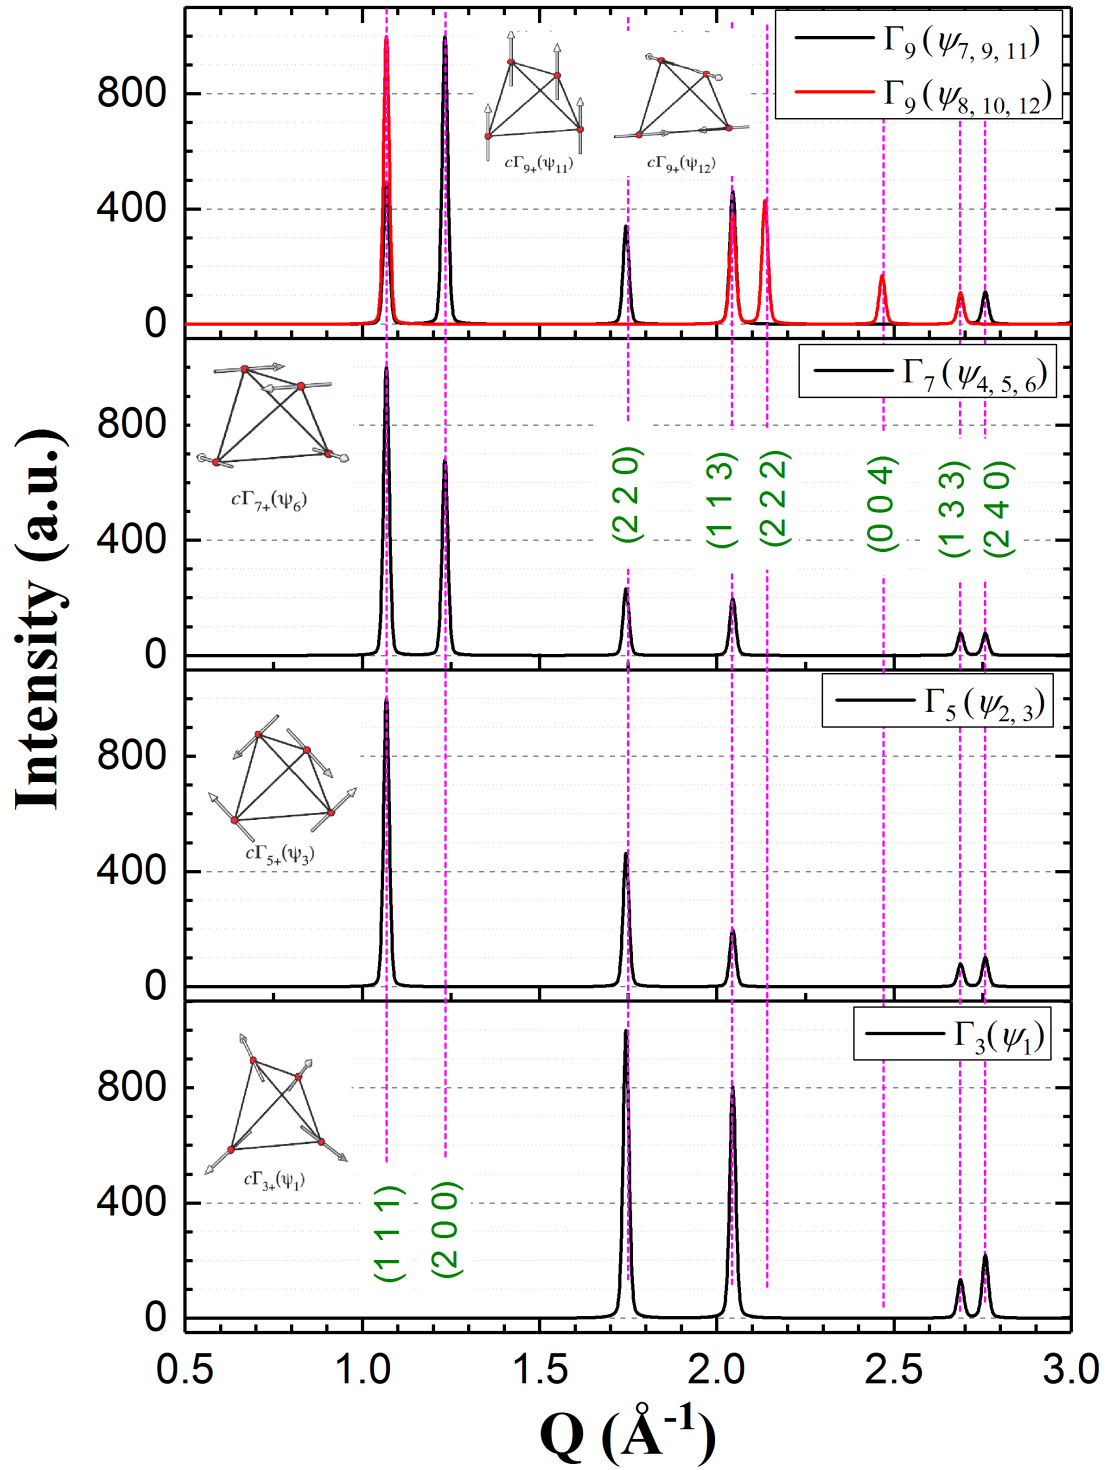 Γ9 (ψ7, 9, 11)
Γ9 (ψ8, 10, 12)
800
400
0
cΓ9+(ψ11)
cΓ9+(ψ12)
Γ7 (ψ4, 5, 6)
800
400
0
cΓ7+(ψ6)
(2 2 0)
(1 1 3)
(2 2 2)
(0 0 4)
(1 3 3)
(2 4 0)
Γ5 (ψ2, 3)
800
400
0
cΓ5+(ψ3)
Γ3(ψ1)
800
400
0
cΓ3+(ψ1)
(1 1 1)
(2 0 0)
0.5 1.0 1.5 2.0 2.5 3.0
Q (Å-1)
Intensity (a.u.)